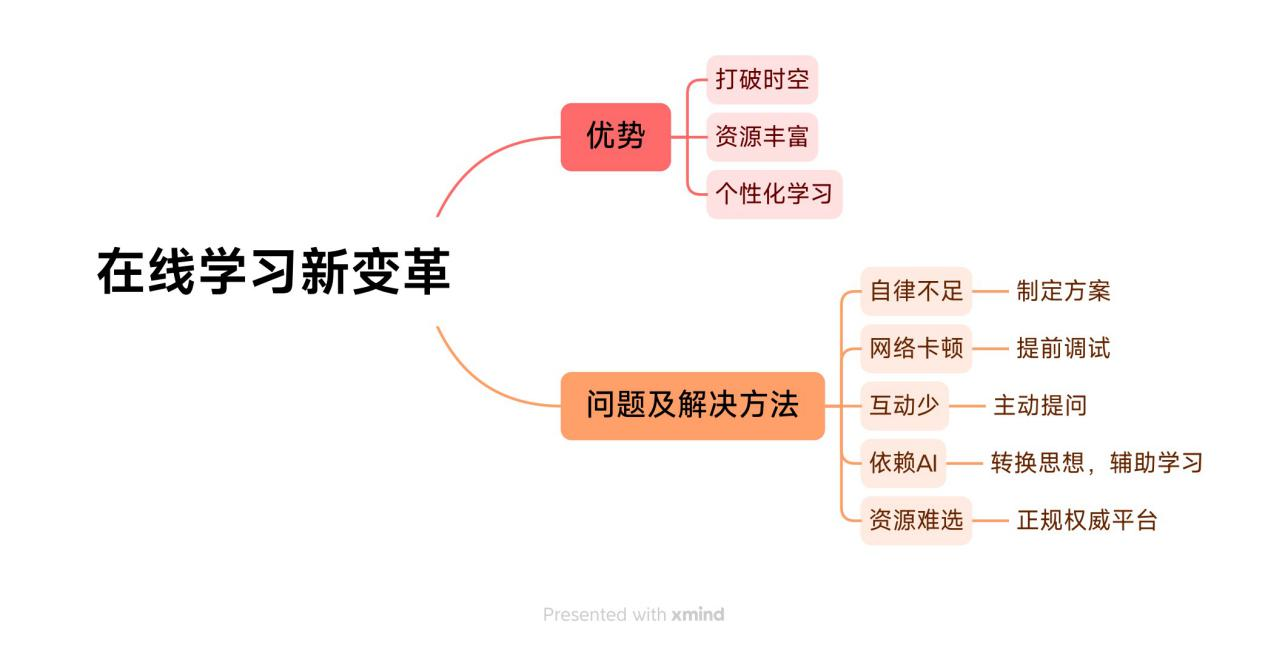 在线学习新变革
优势
打破时空
资源丰富
个性化学习
问题及解决方法
自律不足
制定方案
网络卡顿
提前调试
互动少
主动提问
依赖AI
转换思想，辅助学习
资源难选
正规权威平台
Presented with xmind